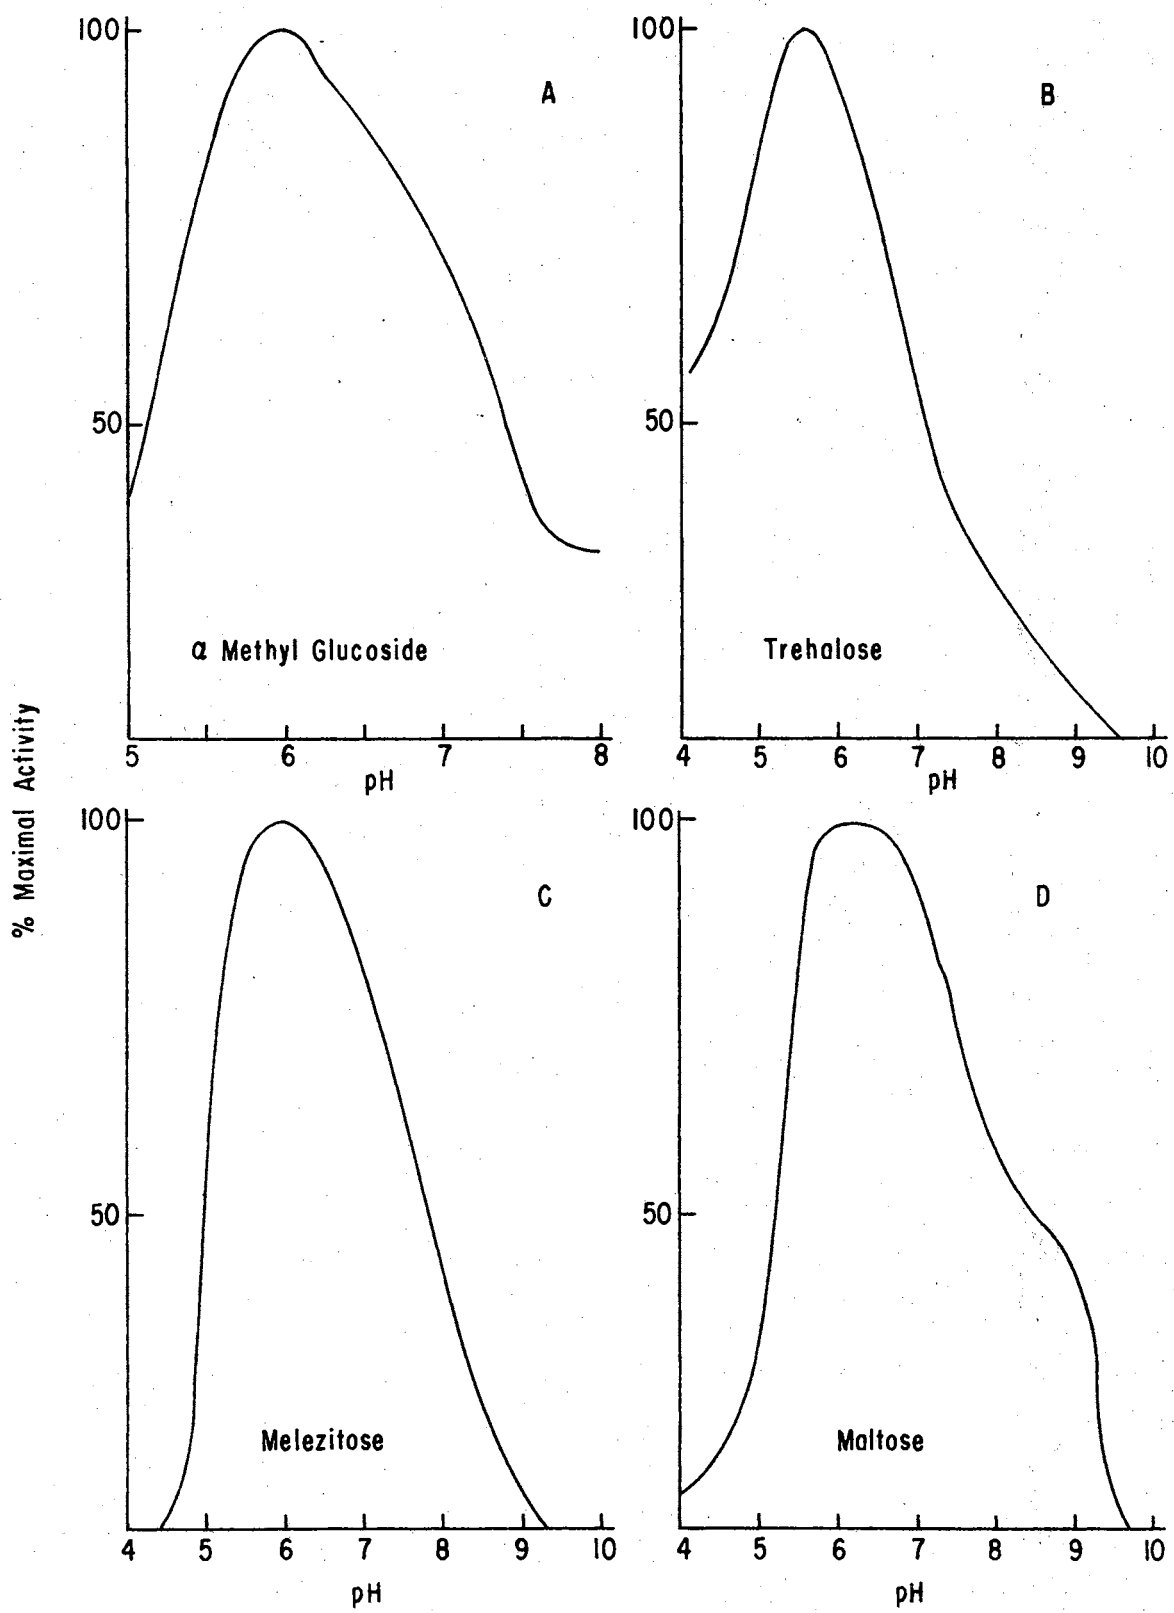 100
50
A
α Methyl Glucoside
5 6 7 8
pH
100
50
B
Trehalose
4 5 6 7 8 9 10
pH
% Maximal Activity
100
50
C
Melezitose
4 5 6 7 8 9 10
pH
100
50
D
Maltose
4 5 6 7 8 9 10
pH